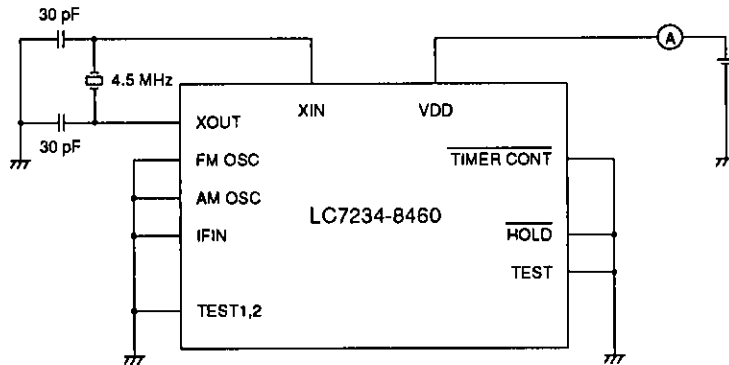 30 pF
A
4.5 MHz
XIN
VDD
XOUT
30 pF
FM OSC
TIMER CONT
AM OSC
LC7234-8460
IFIN
HOLD
TEST
TEST1,2